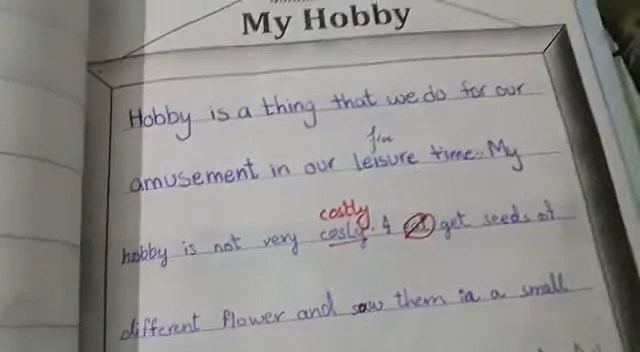 My Hobby
Hobby is a thing that we do for our
free
amusement in our leisure time. My
costly
hobby is not very cosly. I get seeds of
different flower and sow them in a small